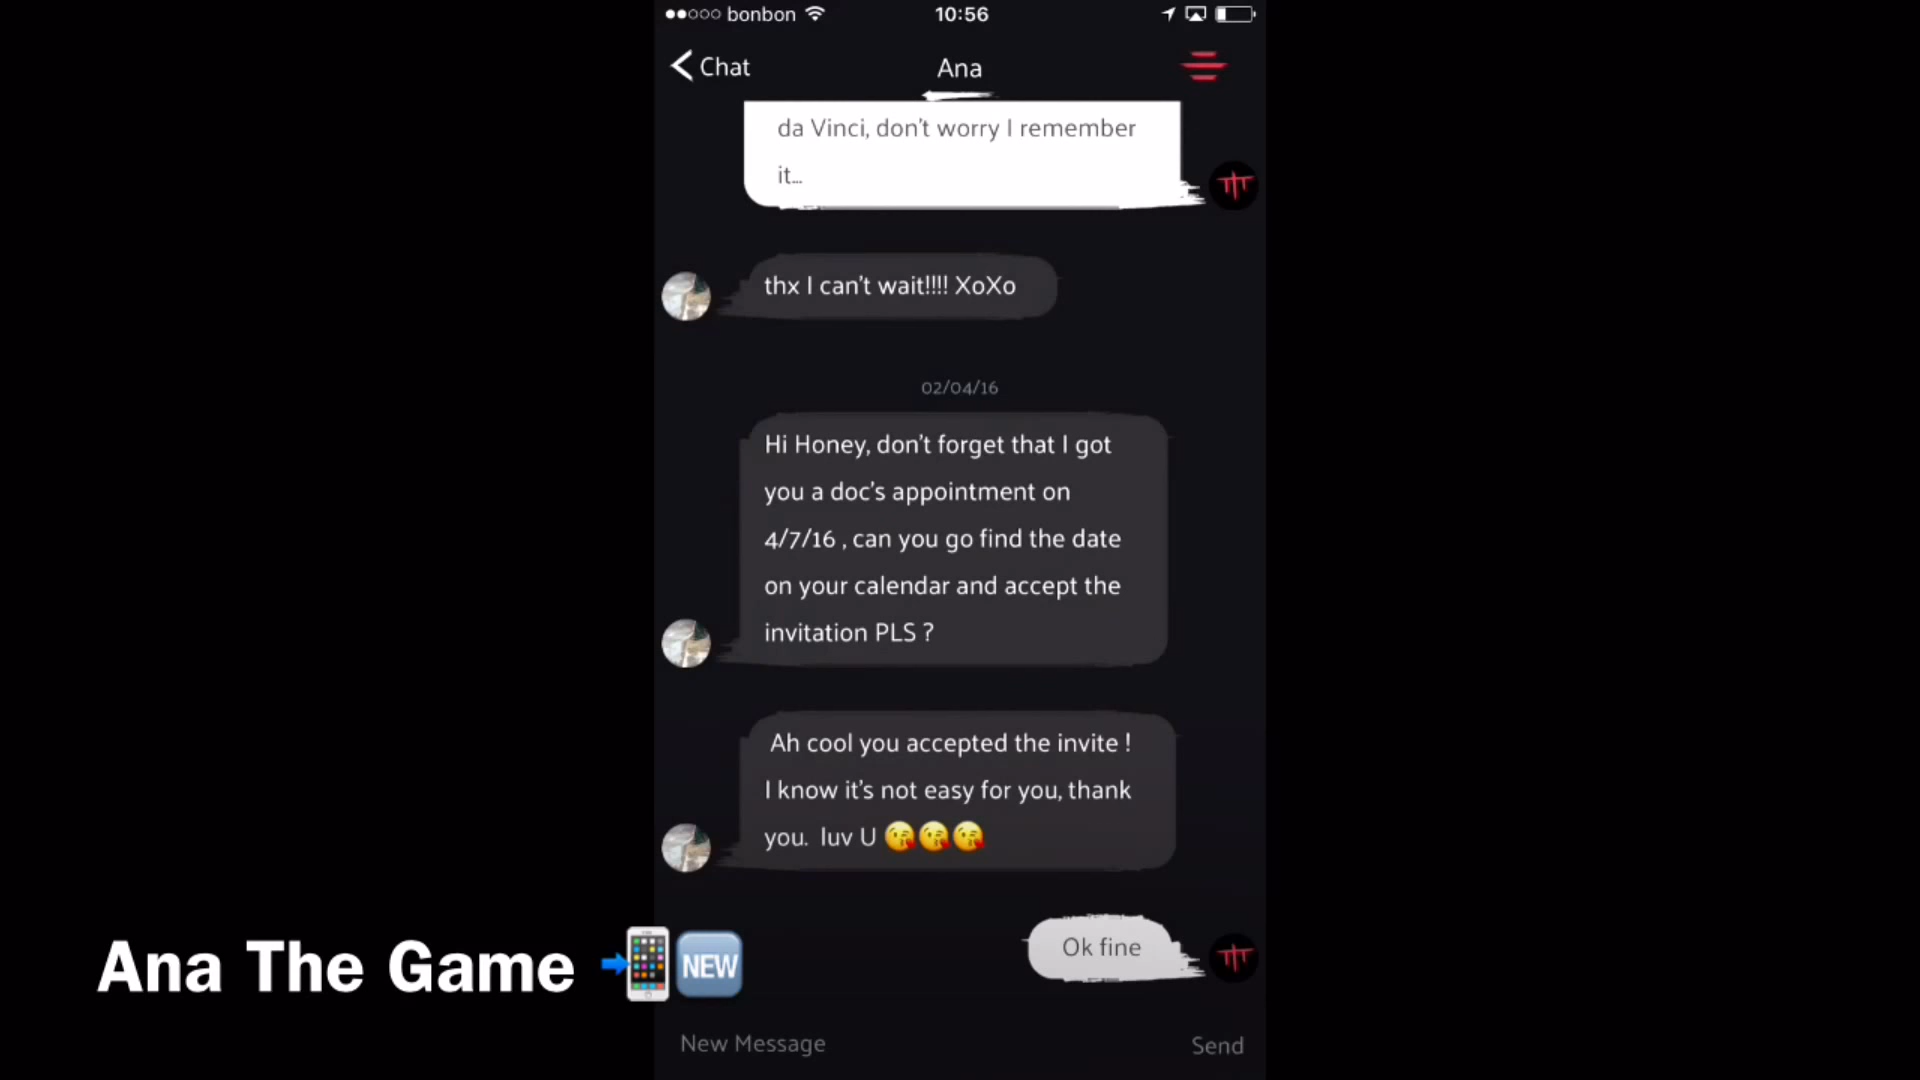 bonbon 10:56
Chat Ana
da Vinci, don't worry I remember
it...
thx I can't wait!!!! XoXo
02/04/16
Hi Honey, don't forget that I got
you a doc's appointment on
4/7/16 , can you go find the date
on your calendar and accept the
invitation PLS ?
Ah cool you accepted the invite !
I know it's not easy for you, thank
you. luv U 😘😘😘
Ok fine
Ana The Game 📲🆕
New Message Send